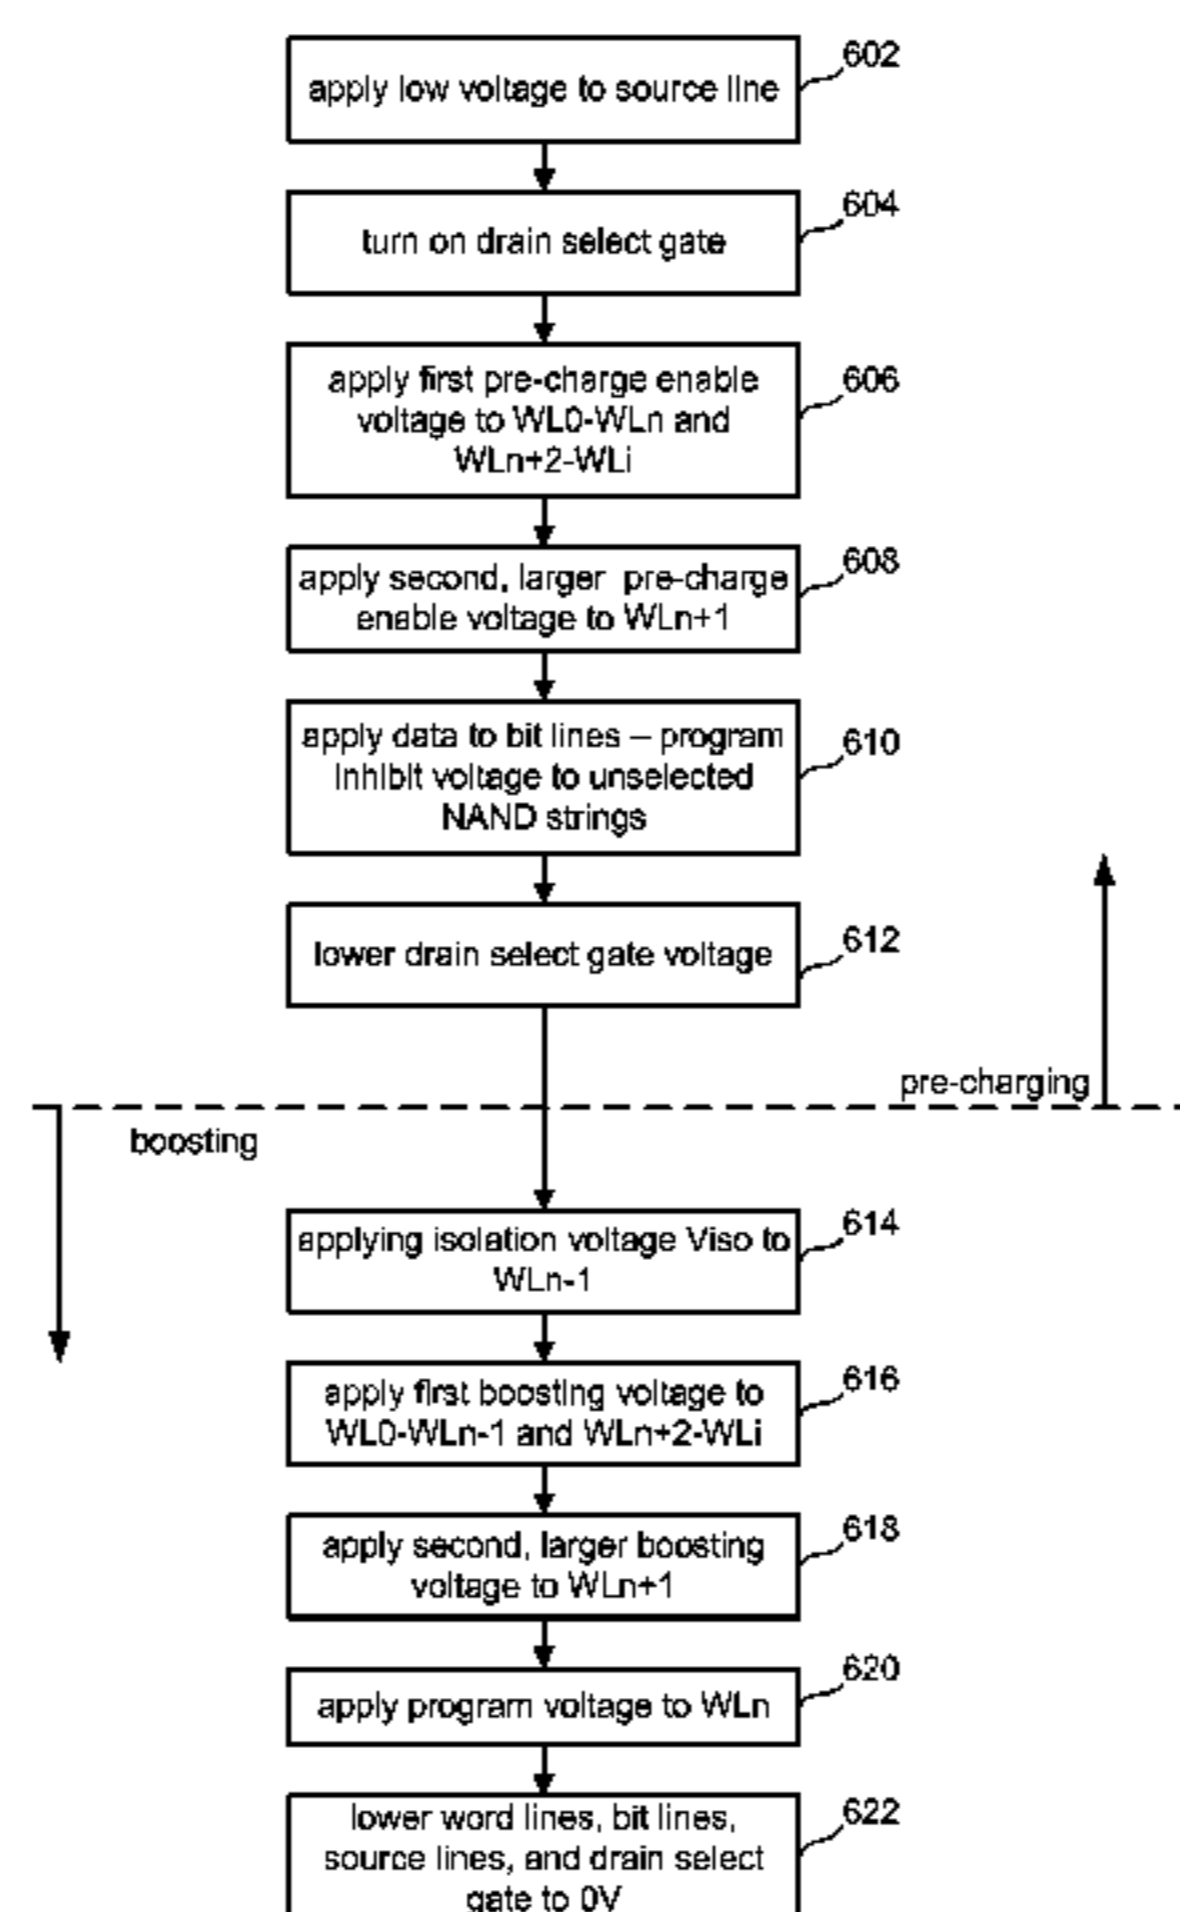 602
apply low voltage to source line
604
turn on drain select gate
606
apply first pre-charge enable
voltage to WL0-WLn and
WLn+2-WLi
608
apply second, larger pre-charge
enable voltage to WLn+1
610
apply data to bit lines – program
inhibit voltage to unselected
NAND strings
612
lower drain select gate voltage
pre-charging
boosting
614
applying isolation voltage Viso to
WLn-1
616
apply first boosting voltage to
WL0-WLn-1 and WLn+2-WLi
618
apply second, larger boosting
voltage to WLn+1
620
apply program voltage to WLn
622
lower word lines, bit lines,
source lines, and drain select
gate to 0V